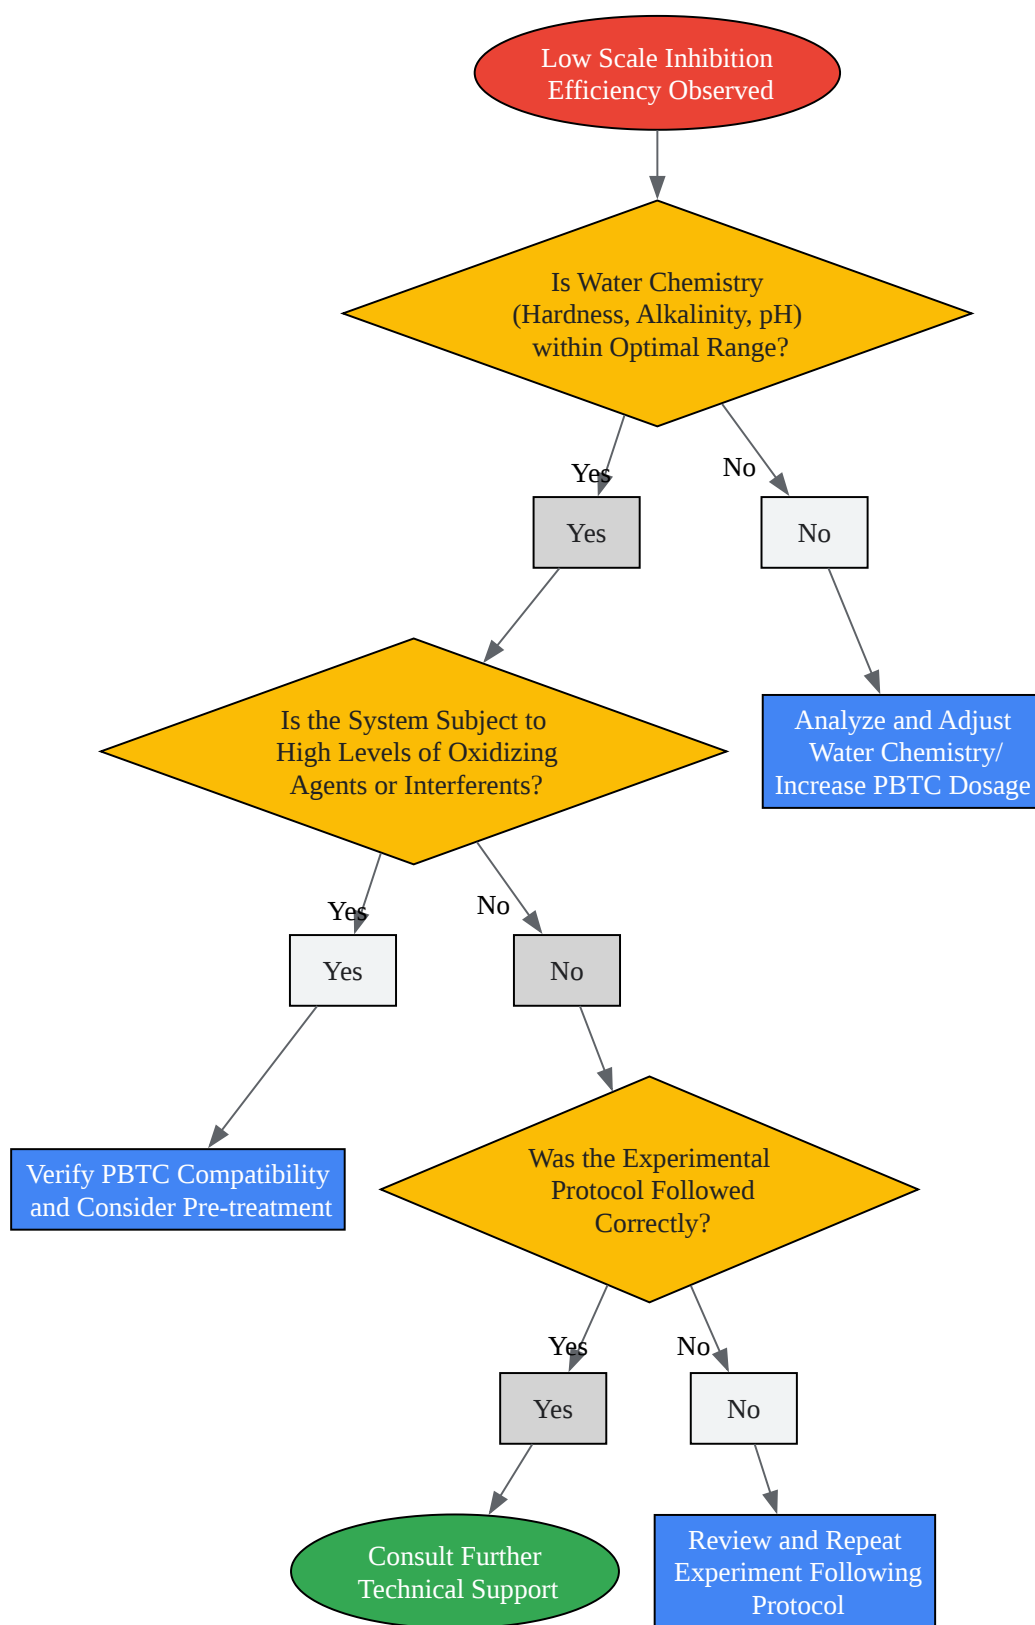 Low Scale Inhibition
Efficiency Observed
Is Water Chemistry
(Hardness, Alkalinity, pH)
within Optimal Range?
Yes
No
Yes
No
Is the System Subject to
High Levels of Oxidizing
Agents or Interferents?
Analyze and Adjust
Water Chemistry/
Increase PBTC Dosage
Yes
No
Yes
No
Verify PBTC Compatibility
and Consider Pre-treatment
Was the Experimental
Protocol Followed
Correctly?
Yes
No
Yes
No
Consult Further
Technical Support
Review and Repeat
Experiment Following
Protocol